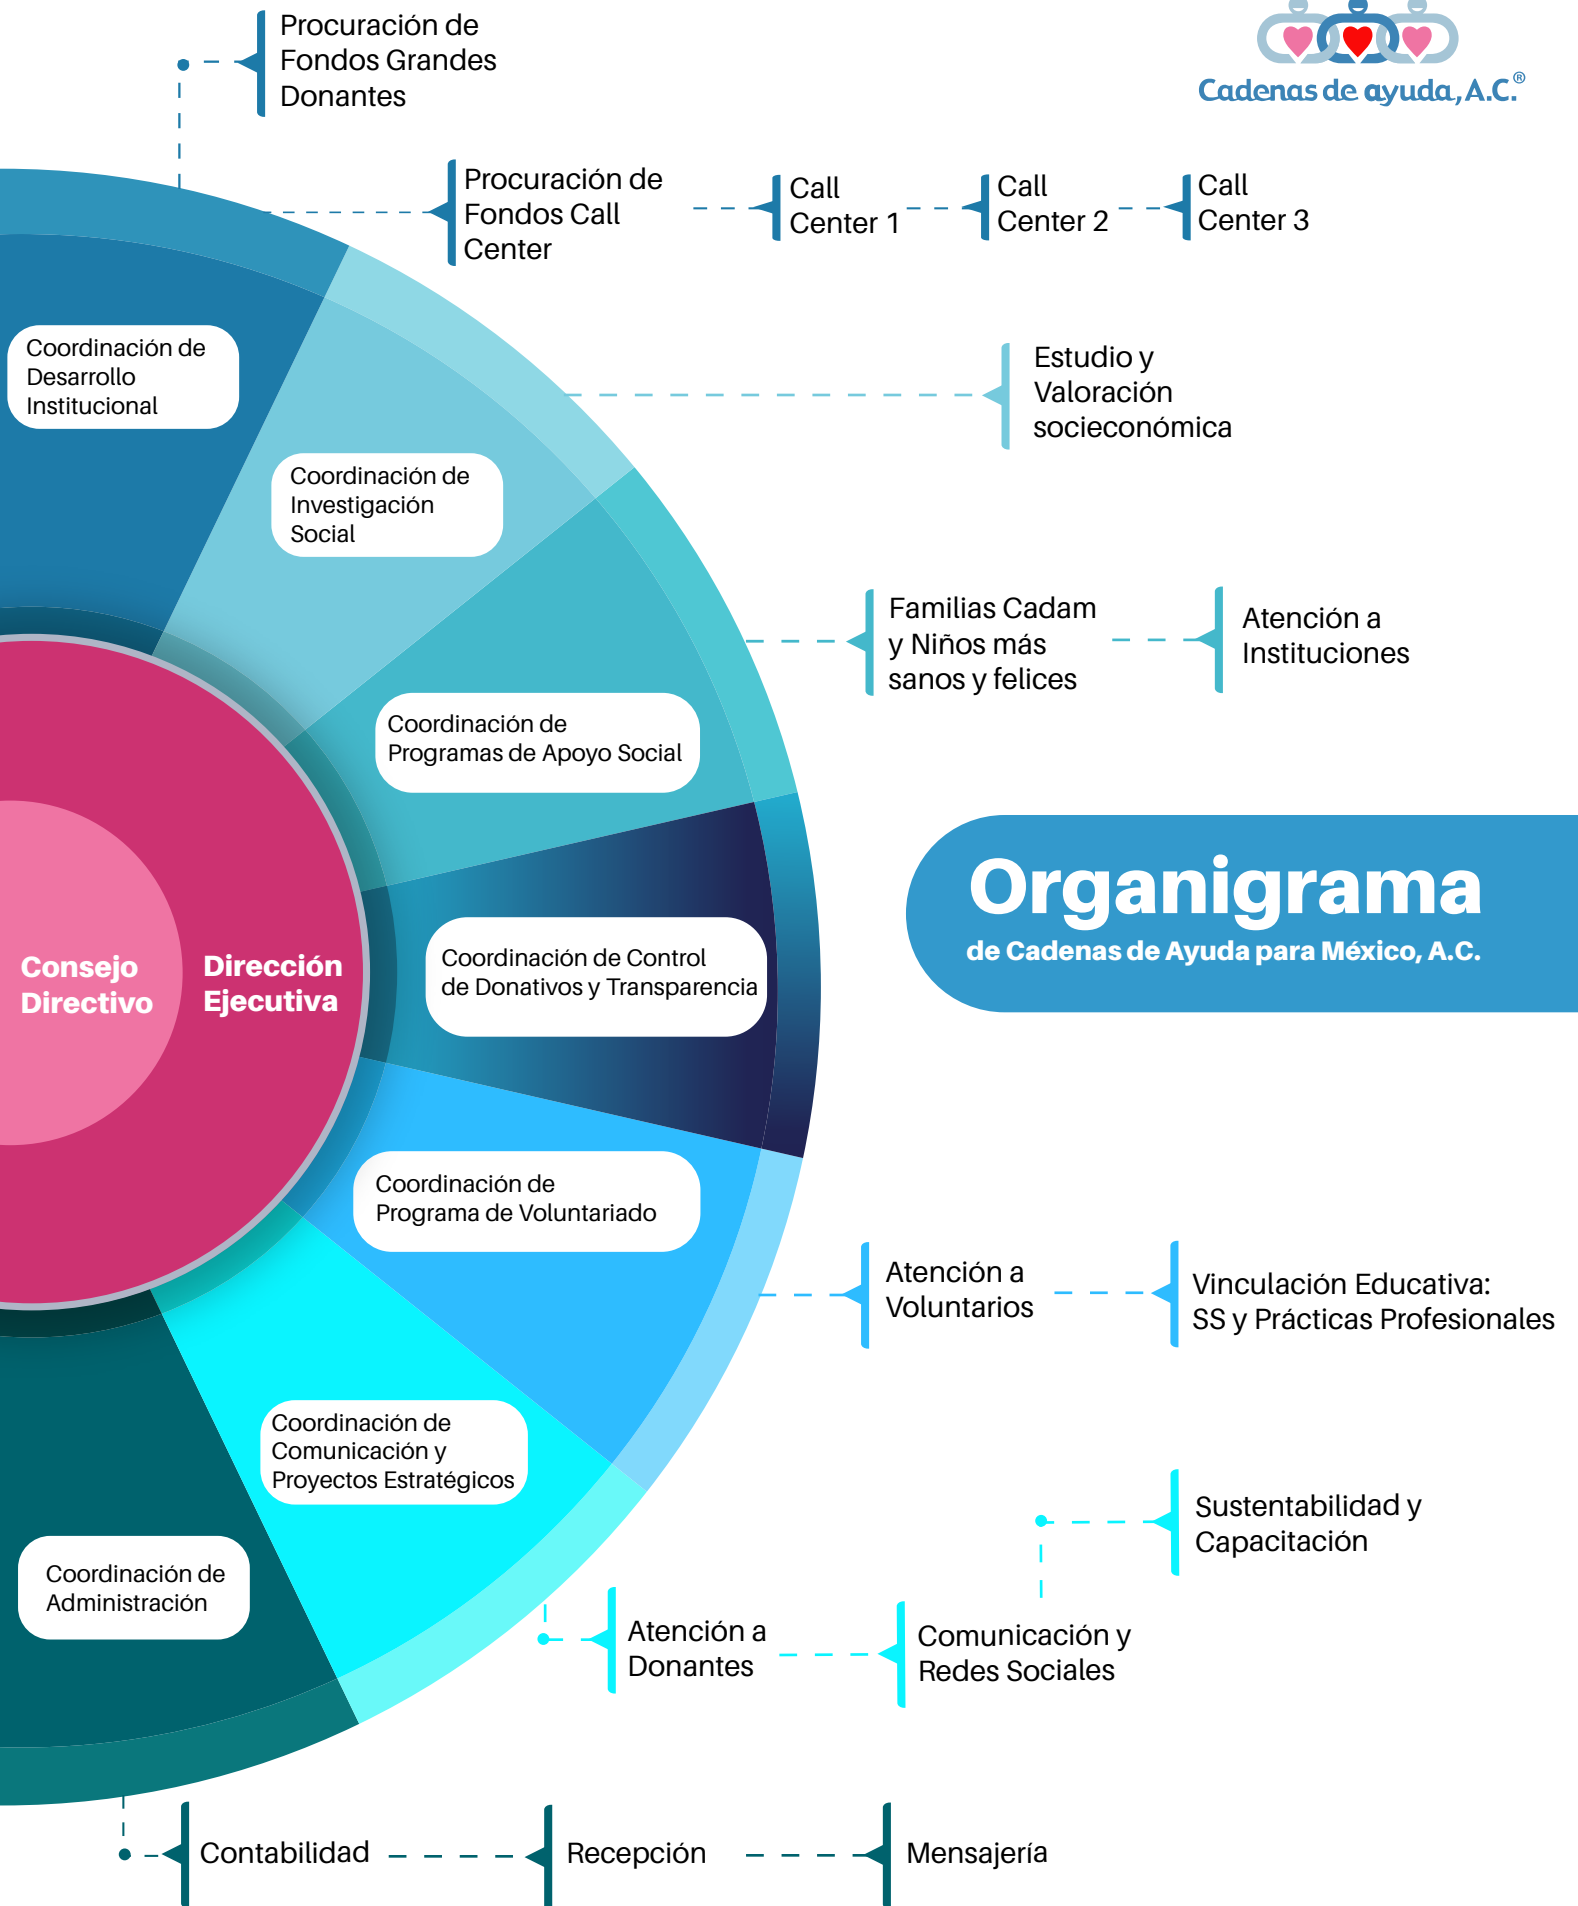 Procuración de
Fondos Grandes
Donantes
Cadenas de ayuda, A.C.®
Procuración de
Fondos Call
Center
Call
Center 1
Call
Center 2
Call
Center 3
Coordinación de
Desarrollo
Institucional
Estudio y
Valoración
socieconómica
Coordinación de
Investigación
Social
Familias Cadam
y Niños más
sanos y felices
Atención a
Instituciones
Coordinación de
Programas de Apoyo Social
Organigrama
de Cadenas de Ayuda para México, A.C.
Consejo
Directivo
Dirección
Ejecutiva
Coordinación de Control
de Donativos y Transparencia
Coordinación de
Programa de Voluntariado
Atención a
Voluntarios
Vinculación Educativa:
SS y Prácticas Profesionales
Coordinación de
Comunicación y
Proyectos Estratégicos
Sustentabilidad y
Capacitación
Coordinación de
Administración
Atención a
Donantes
Comunicación y
Redes Sociales
Contabilidad
Recepción
Mensajería